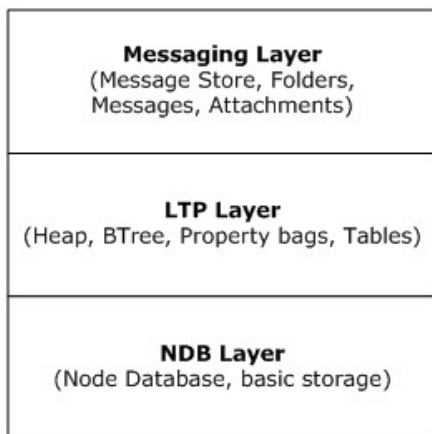 Messaging Layer
(Message Store, Folders,
Messages, Attachments)
LTP Layer
(Heap, BTree, Property bags, Tables)
NDB Layer
(Node Database, basic storage)